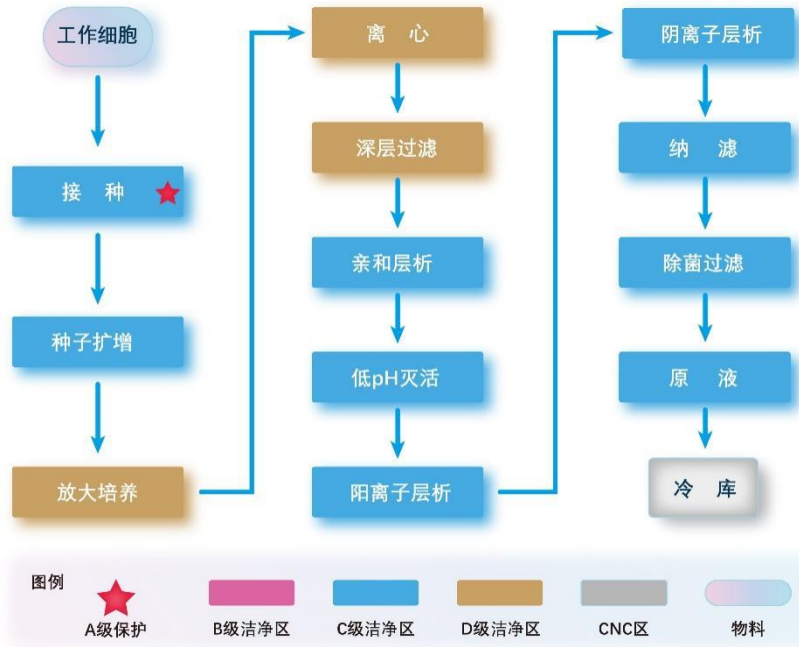 工作细胞
接 种
种子扩增
放大培养
离 心
深层过滤
亲和层析
低pH灭活
阳离子层析
阴离子层析
纳 滤
除菌过滤
原 液
冷 库
图例
A级保护
B级洁净区
C级洁净区
D级洁净区
CNC区
物料